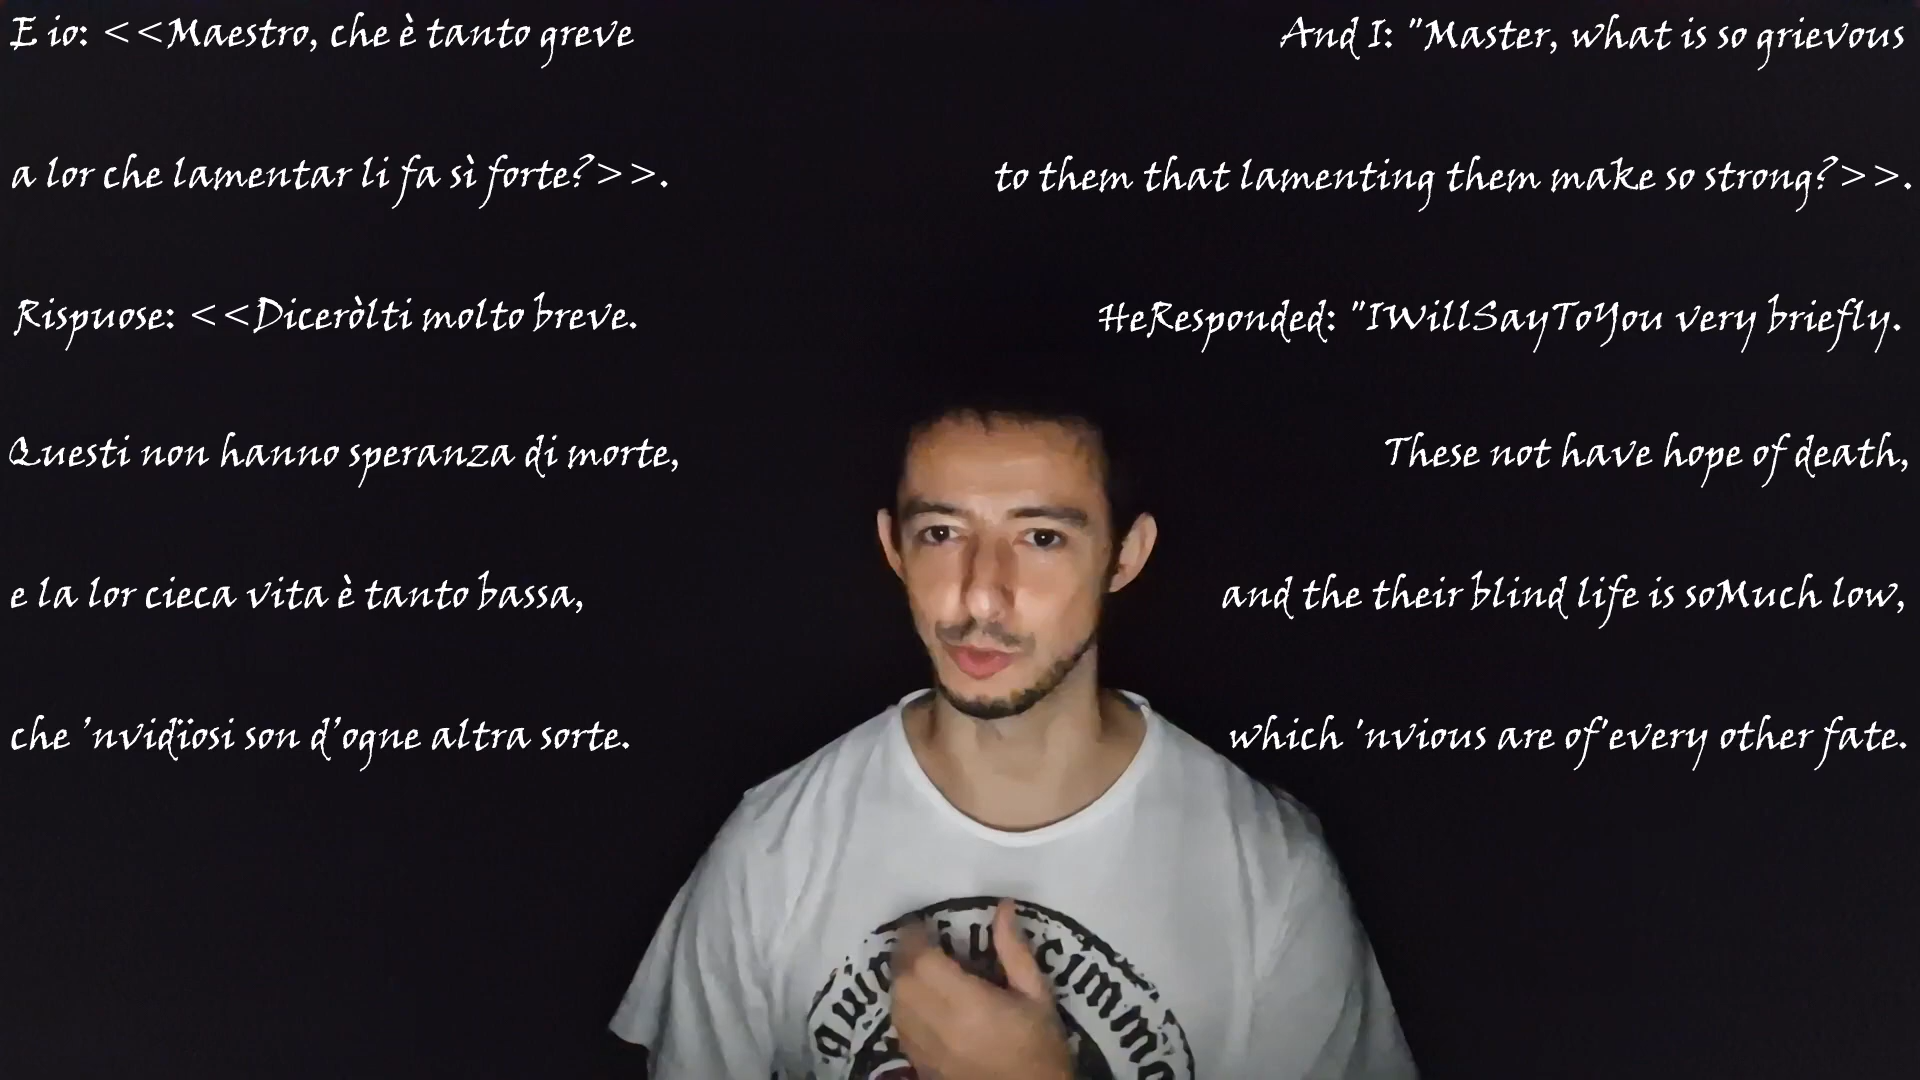 E io: <<Maestro, che è tanto greve
a lor che lamentar li fa sì forte?>>.
Rispuose: <<Diceròlti molto breve.
Questi non hanno speranza di morte,
e la lor cieca vita è tanto bassa,
che 'nvidïosi son d'ogne altra sorte.
And I: "Master, what is so grievous
to them that lamenting them make so strong?>>.
HeResponded: "IWillSayToYou very briefly.
These not have hope of death,
and the their blind life is soMuch low,
which 'nvious are of'every other fate.